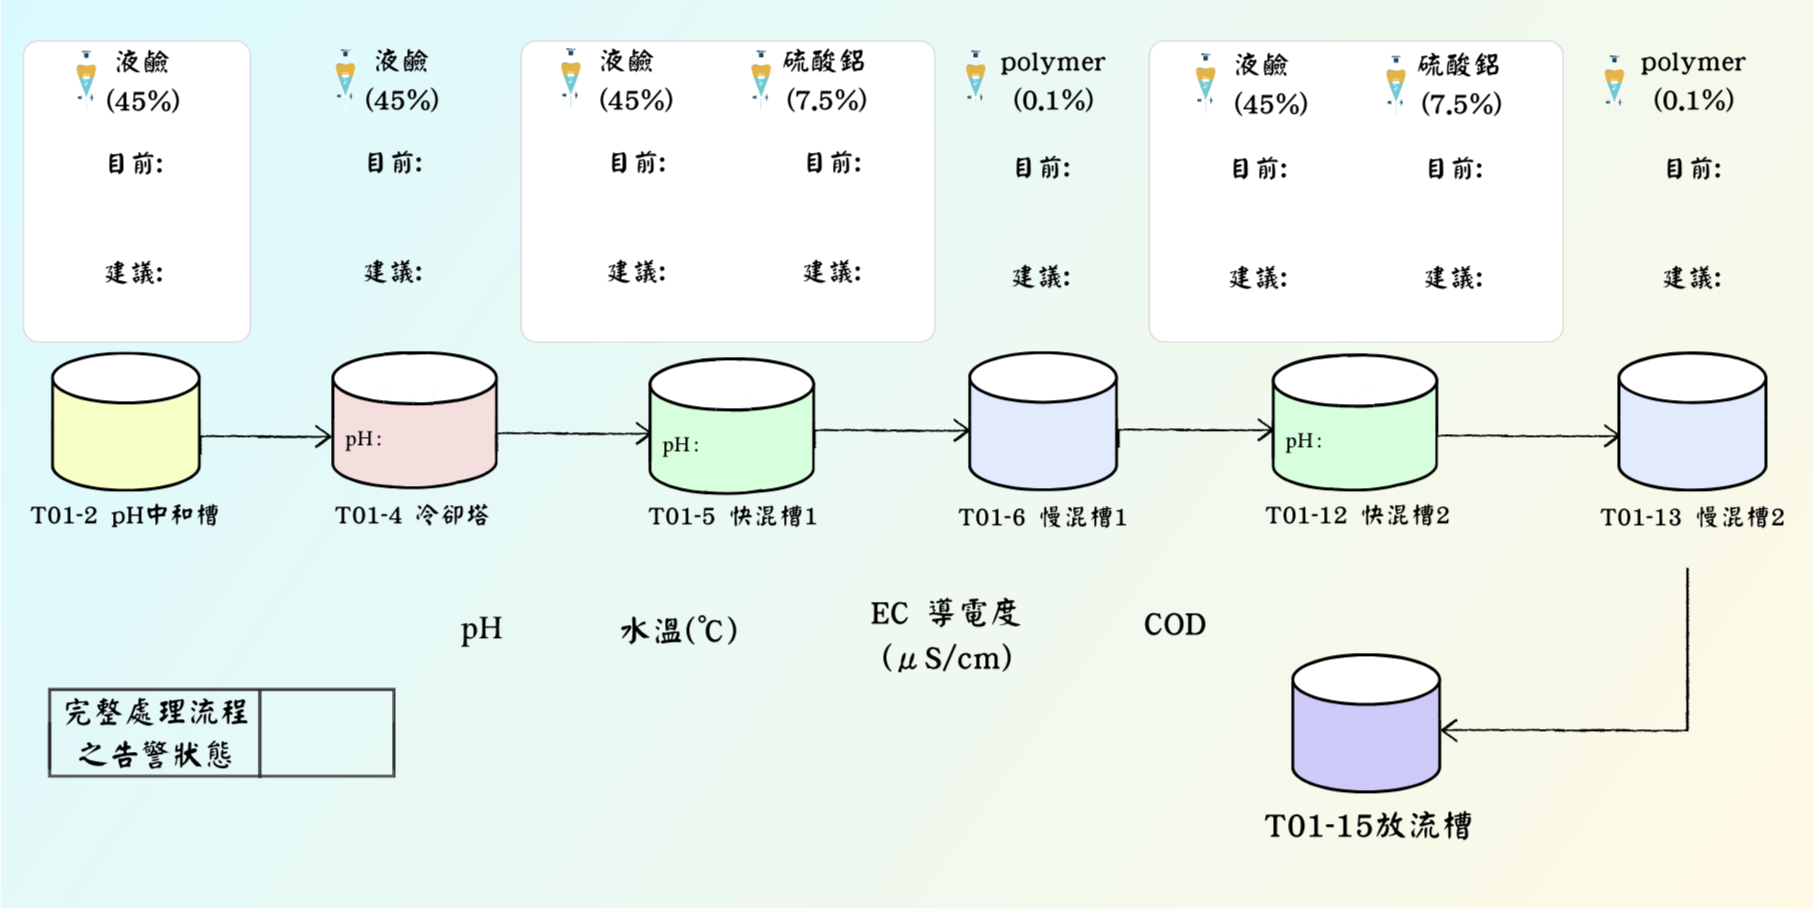 液鹼
(45%)
目前:
建議:
液鹼
(45%)
目前:
建議:
液鹼
(45%)
目前:
建議:
硫酸鋁
(7.5%)
目前:
建議:
polymer
(0.1%)
目前:
建議:
液鹼
(45%)
目前:
建議:
硫酸鋁
(7.5%)
目前:
建議:
polymer
(0.1%)
目前:
建議:
T01-2 pH中和槽
pH:
T01-4 冷卻塔
pH:
T01-5 快混槽1
T01-6 慢混槽1
pH:
T01-12 快混槽2
T01-13 慢混槽2
pH
水溫(℃)
EC 導電度
(μS/cm)
COD
完整處理流程
之告警狀態
T01-15放流槽